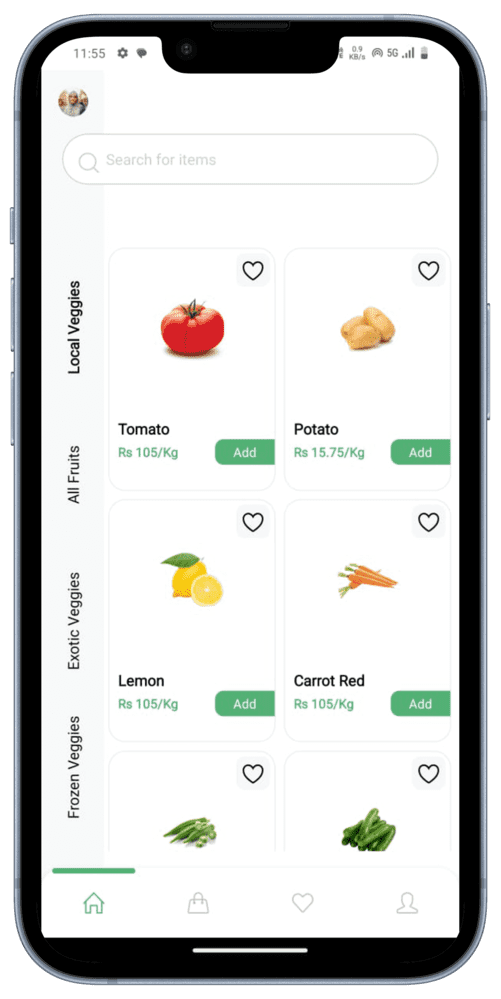 11:55
0.9
KB/s
5G
Search for items
Local Veggies
All Fruits
Exotic Veggies
Frozen Veggies
Tomato
Rs 105/Kg
Add
Potato
Rs 15.75/Kg
Add
Lemon
Rs 105/Kg
Add
Carrot Red
Rs 105/Kg
Add